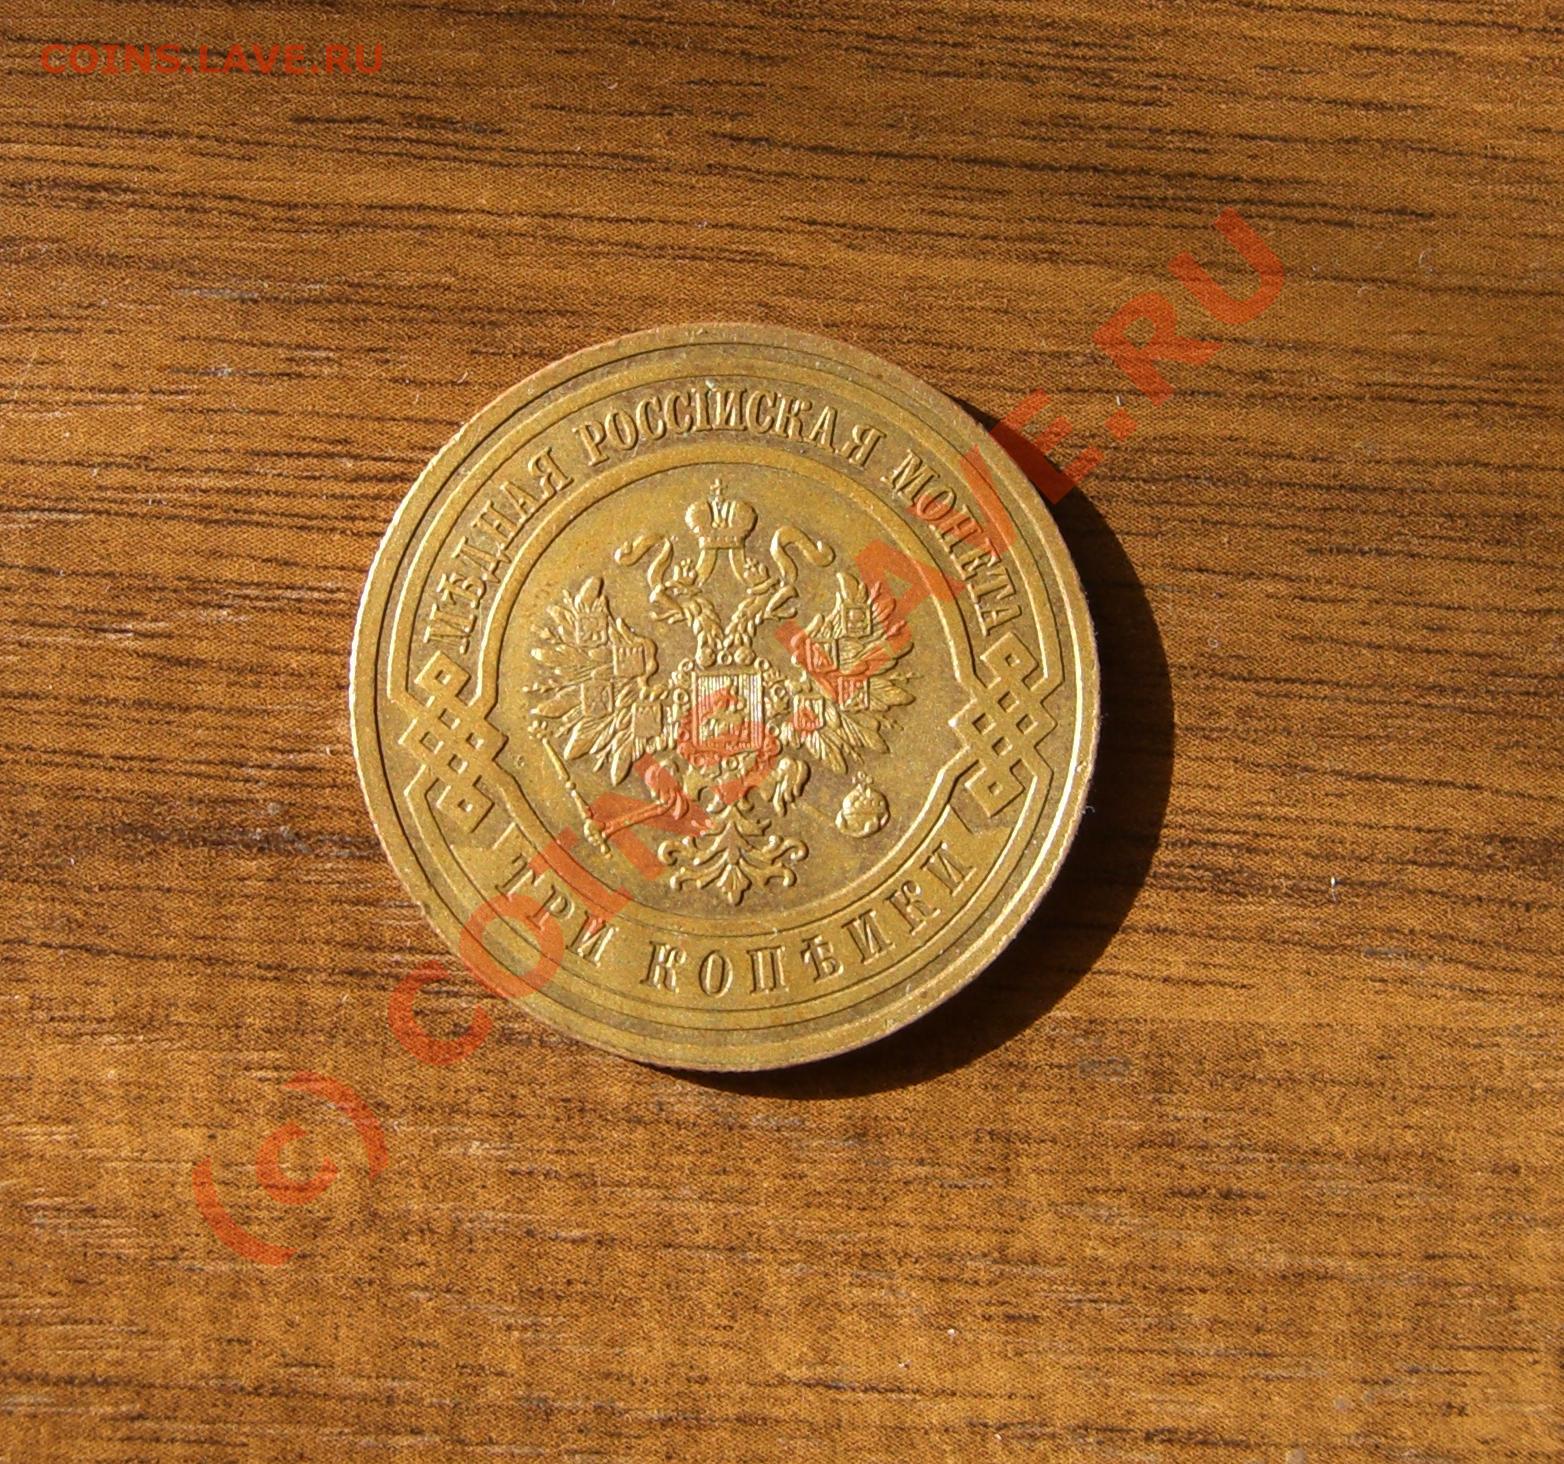 COINS.LAVE.RU
МѢДНАЯ РОССІЙСКАЯ МОНЕТА
ТРИ КОПѢЙКИ
(c) COINS.LAVE.RU